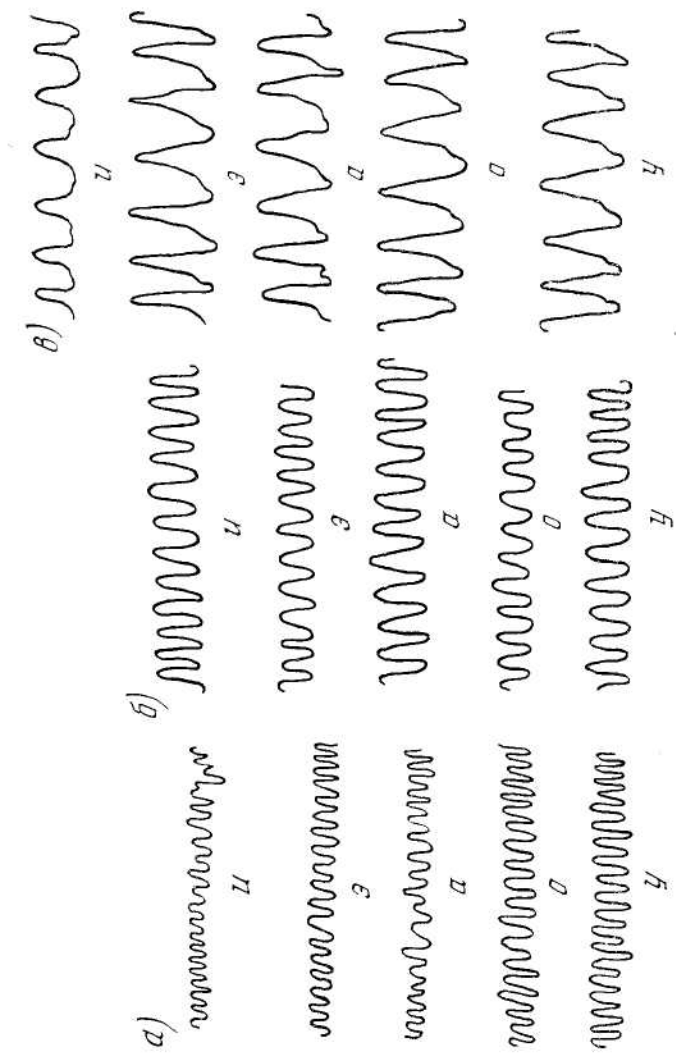 а)
у о а э и
б)
у о а э и
в)
у о а э и